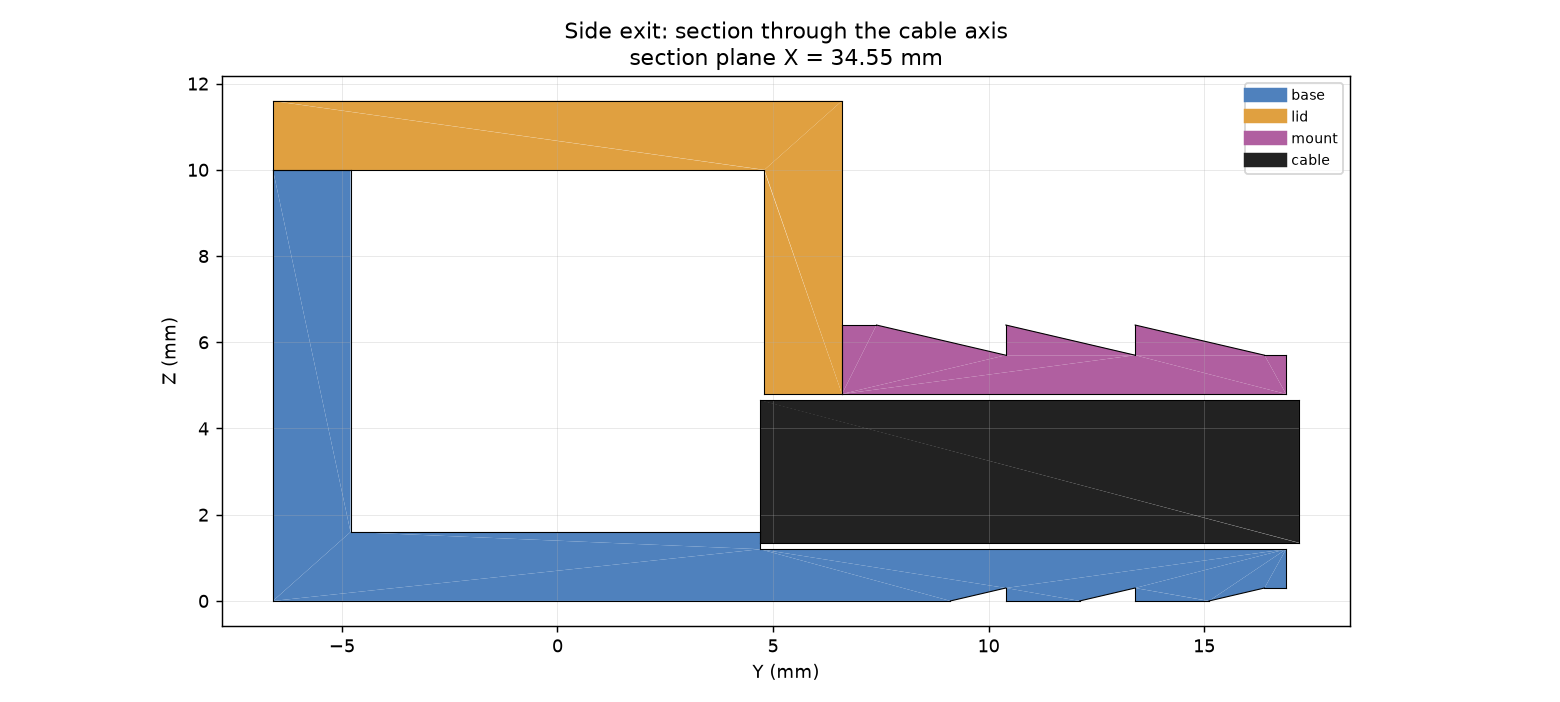 Side exit: section through the cable axis
section plane X = 34.55 mm
12
10
8
6
4
2
0
Z (mm)
base
lid
mount
cable
−5
0
5
10
15
Y (mm)